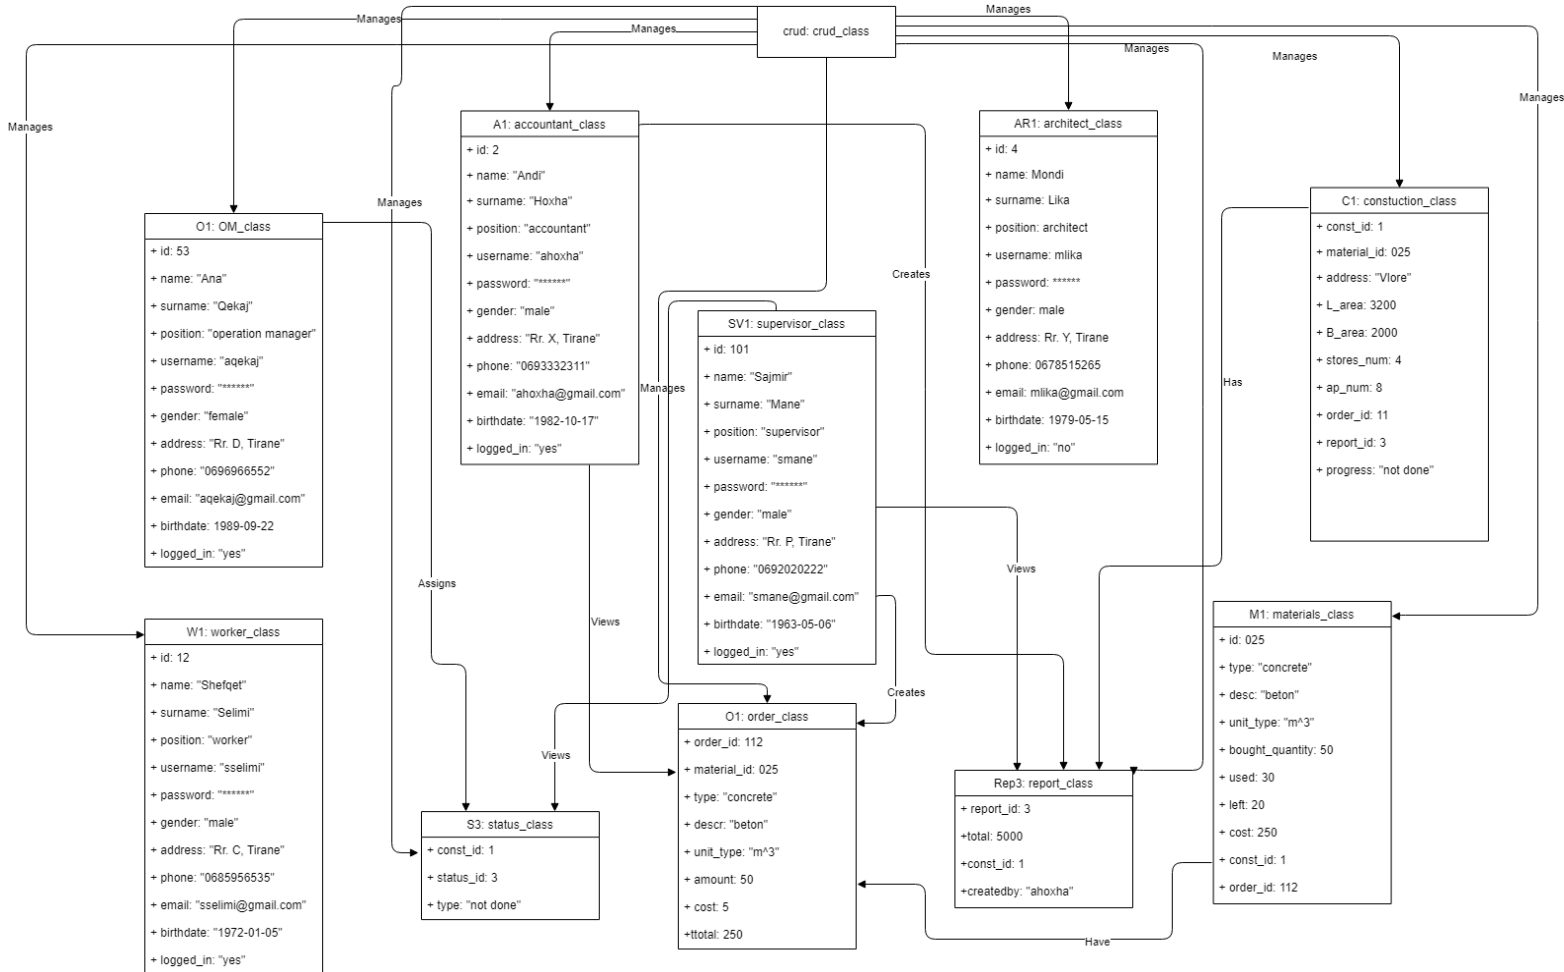 crud: crud_class
Manages
Manages
Manages
Manages
Manages
Manages
Manages
Manages
Manages
A1: accountant_class
+ id: 2
+ name: "Andi"
+ surname: "Hoxha"
+ position: "accountant"
+ username: "ahoxha"
+ password: "******"
+ gender: "male"
+ address: "Rr. X, Tirane"
+ phone: "0693332311"
+ email: "ahoxha@gmail.com"
+ birthdate: "1982-10-17"
+ logged_in: "yes"
AR1: architect_class
+ id: 4
+ name: Mondi
+ surname: Lika
+ position: architect
+ username: mlika
+ password: ******
+ gender: male
+ address: Rr. Y, Tirane
+ phone: 0678515265
+ email: mlika@gmail.com
+ birthdate: 1979-05-15
+ logged_in: "no"
C1: constuction_class
+ const_id: 1
+ material_id: 025
+ address: "Vlore"
+ L_area: 3200
+ B_area: 2000
+ stores_num: 4
+ ap_num: 8
+ order_id: 11
+ report_id: 3
+ progress: "not done"
O1: OM_class
+ id: 53
+ name: "Ana"
+ surname: "Qekaj"
+ position: "operation manager"
+ username: "aqekaj"
+ password: "******"
+ gender: "female"
+ address: "Rr. D, Tirane"
+ phone: "0696966552"
+ email: "aqekaj@gmail.com"
+ birthdate: 1989-09-22
+ logged_in: "yes"
Creates
SV1: supervisor_class
+ id: 101
+ name: "Sajmir"
+ surname: "Mane"
+ position: "supervisor"
+ username: "smane"
+ password: "******"
+ gender: "male"
+ address: "Rr. P, Tirane"
+ phone: "0692020222"
+ email: "smane@gmail.com"
+ birthdate: "1963-05-06"
+ logged_in: "yes"
Has
Assigns
Views
Views
Creates
Views
W1: worker_class
+ id: 12
+ name: "Shefqet"
+ surname: "Selimi"
+ position: "worker"
+ username: "sselimi"
+ password: "******"
+ gender: "male"
+ address: "Rr. C, Tirane"
+ phone: "0685956535"
+ email: "sselimi@gmail.com"
+ birthdate: "1972-01-05"
+ logged_in: "yes"
S3: status_class
+ const_id: 1
+ status_id: 3
+ type: "not done"
O1: order_class
+ order_id: 112
+ material_id: 025
+ type: "concrete"
+ descr: "beton"
+ unit_type: "m^3"
+ amount: 50
+ cost: 5
+ttotal: 250
Rep3: report_class
+ report_id: 3
+total: 5000
+const_id: 1
+createdby: "ahoxha"
M1: materials_class
+ id: 025
+ type: "concrete"
+ desc: "beton"
+ unit_type: "m^3"
+ bought_quantity: 50
+ used: 30
+ left: 20
+ cost: 250
+ const_id: 1
+ order_id: 112
Have